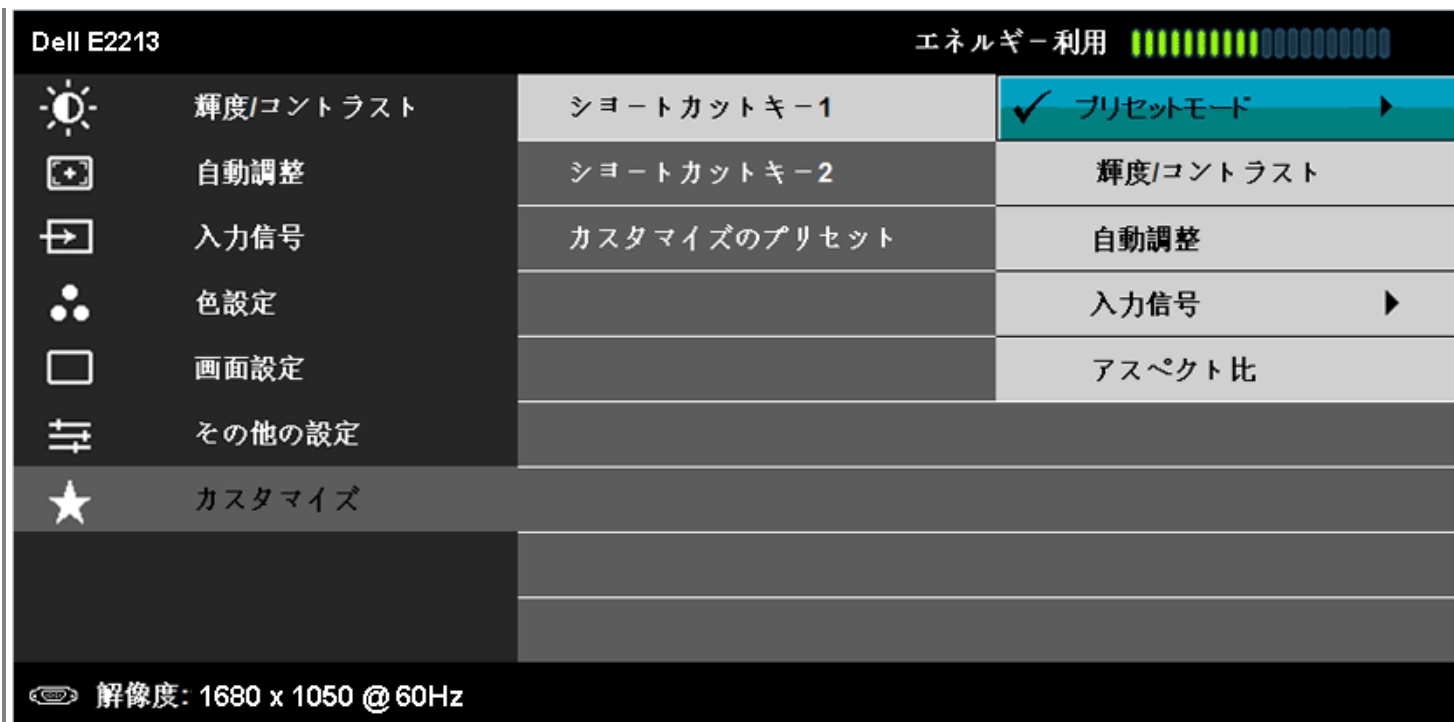 Dell E2213
エネルギー利用
輝度/コントラスト
ショートカットキー1
プリセットモード
自動調整
ショートカットキー2
輝度/コントラスト
入力信号
カスタマイズのプリセット
自動調整
色設定
入力信号
画面設定
アスペクト比
その他の設定
カスタマイズ
解像度: 1680 x 1050 @ 60Hz